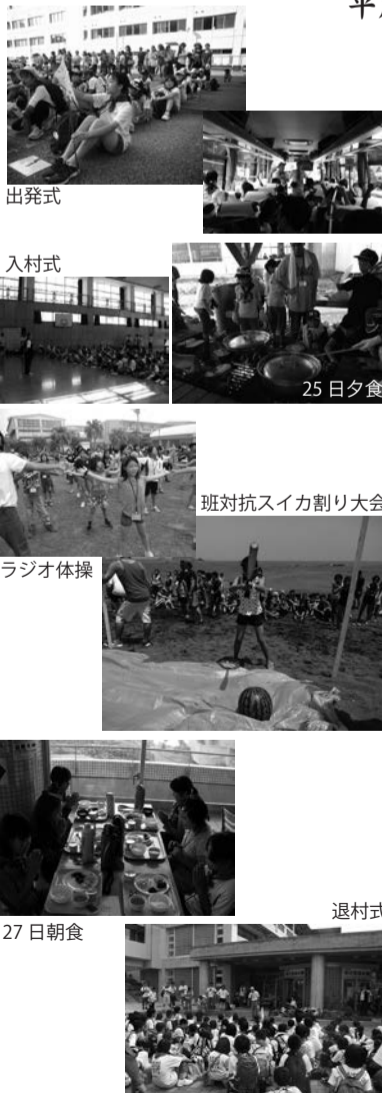 平
出発式
入村式
25 日夕食
班対抗スイカ割り大会
ラジオ体操
退村式
27 日朝食